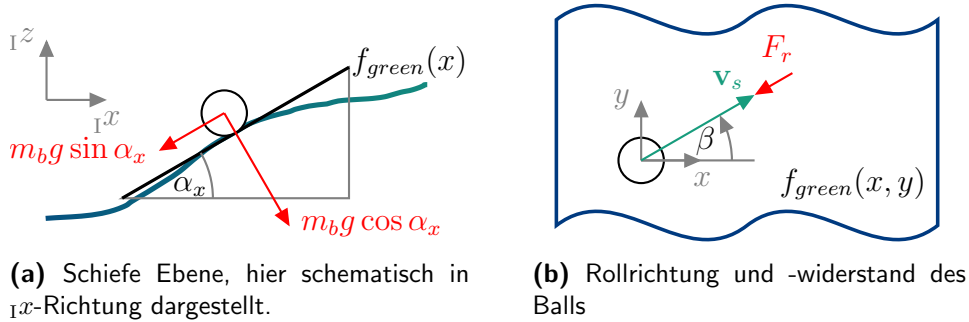 ᵢz
f_green(x)
ᵢx
m_b g sin α_x
α_x
m_b g cos α_x
(a) Schiefe Ebene, hier schematisch in
ᵢx-Richtung dargestellt.
F_r
v_s
y
β
x
f_green(x, y)
(b) Rollrichtung und -widerstand des
Balls